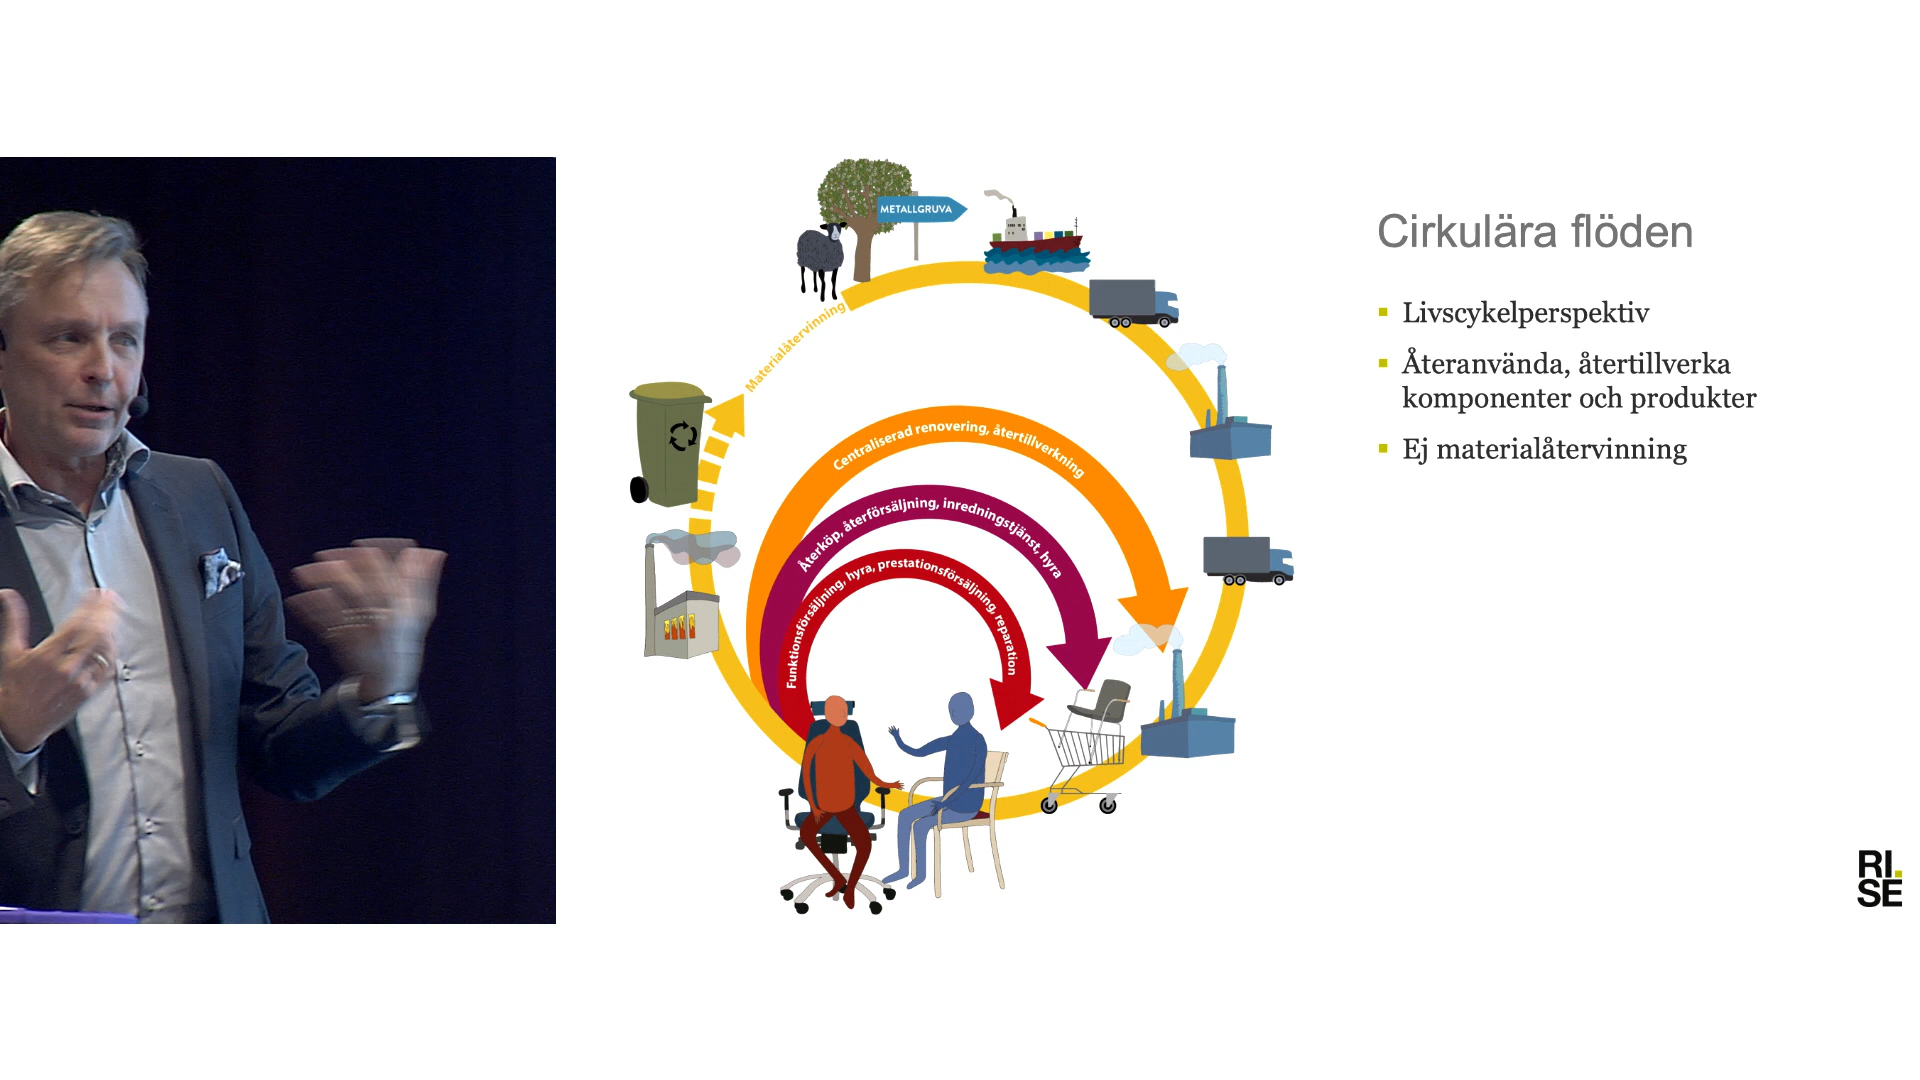 METALLGRUVA
Materialåtervinning
Centraliserad renovering, återtillverkning
Återköp, återförsäljning, inredningstjänst, hyra
Funktionsförsäljning, hyra, prestationsförsäljning, reparation
Cirkulära flöden
Livscykelperspektiv
Återanvända, återtillverka
komponenter och produkter
Ej materialåtervinning
RI.
SE